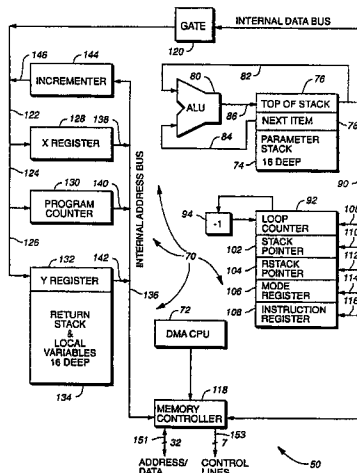 INTERNAL DATA BUS
GATE
120
146
144
INCREMENTER
122
128
138
X REGISTER
124
130
140
PROGRAM COUNTER
126
132
142
Y REGISTER
136
RETURN
STACK
&
LOCAL
VARIABLES
16 DEEP
134
INTERNAL ADDRESS BUS
80
82
76
ALU
TOP OF STACK
86
78
NEXT ITEM
84
PARAMETER
STACK
74
16 DEEP
90
92
94
-1
LOOP
COUNTER
110
102
STACK
POINTER
112
70
104
RSTACK
POINTER
114
106
MODE
REGISTER
116
108
INSTRUCTION
REGISTER
72
DMA CPU
118
MEMORY
CONTROLLER
151
32
153
7
50
ADDRESS/
DATA
CONTROL
LINES